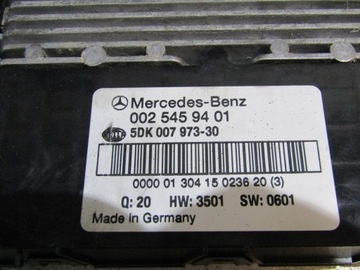 Mercedes-Benz
002 545 94 01
5DK 007 973-30
0000 01 304 15 0236 20 (3)
Q: 20 HW: 3501 SW: 0601
Made in Germany